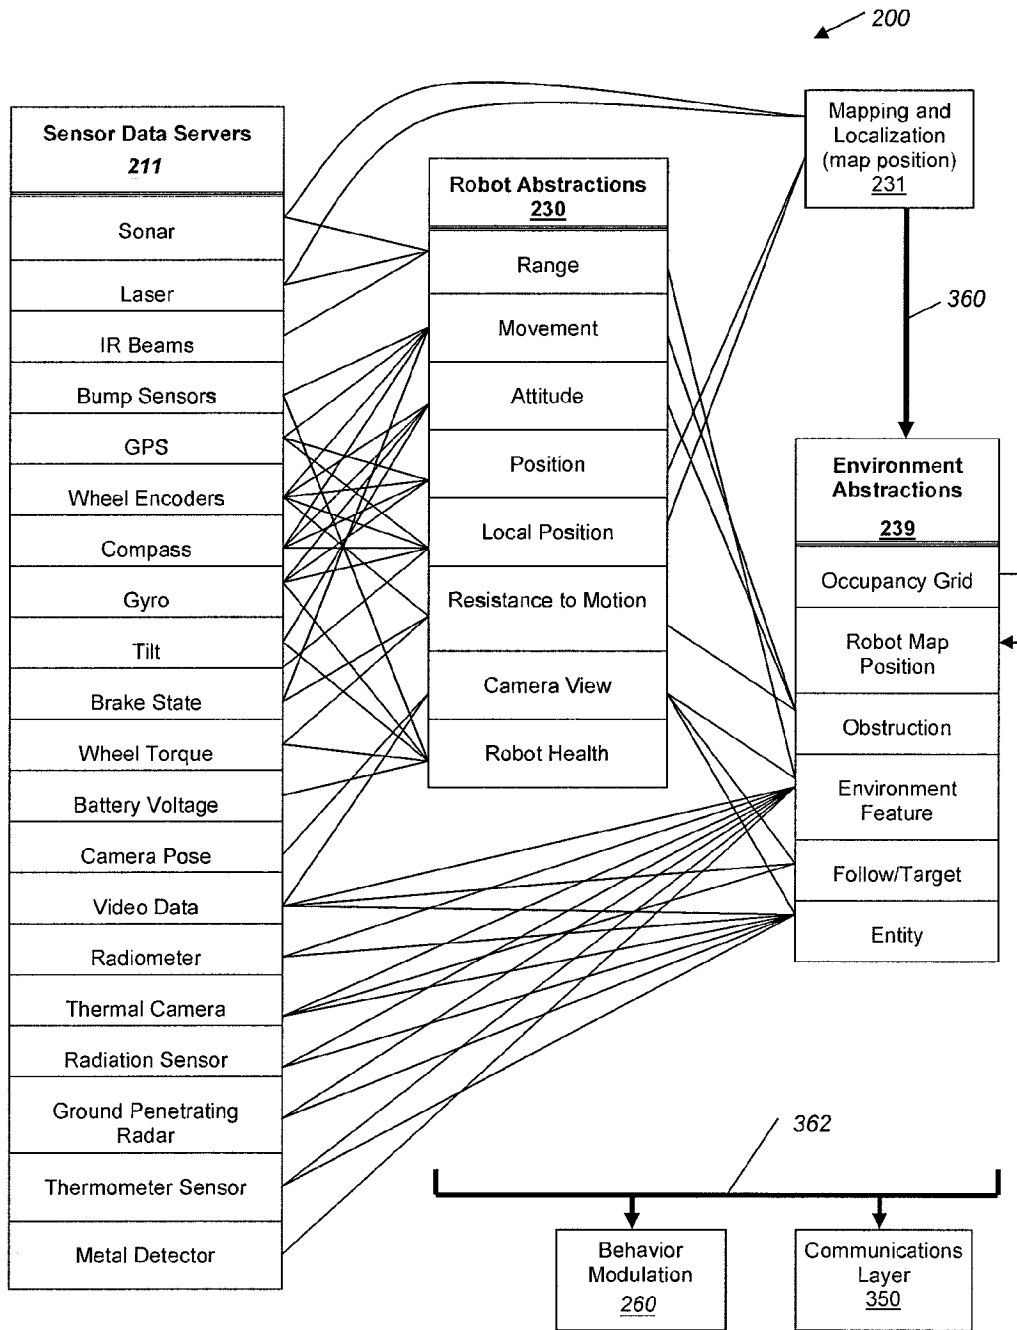 200
Sensor Data Servers
211
Sonar
Laser
IR Beams
Bump Sensors
GPS
Wheel Encoders
Compass
Gyro
Tilt
Brake State
Wheel Torque
Battery Voltage
Camera Pose
Video Data
Radiometer
Thermal Camera
Radiation Sensor
Ground Penetrating
Radar
Thermometer Sensor
Metal Detector
Robot Abstractions
230
Range
Movement
Attitude
Position
Local Position
Resistance to Motion
Camera View
Robot Health
Mapping and
Localization
(map position)
231
360
Environment
Abstractions
239
Occupancy Grid
Robot Map
Position
Obstruction
Environment
Feature
Follow/Target
Entity
362
Behavior
Modulation
260
Communications
Layer
350